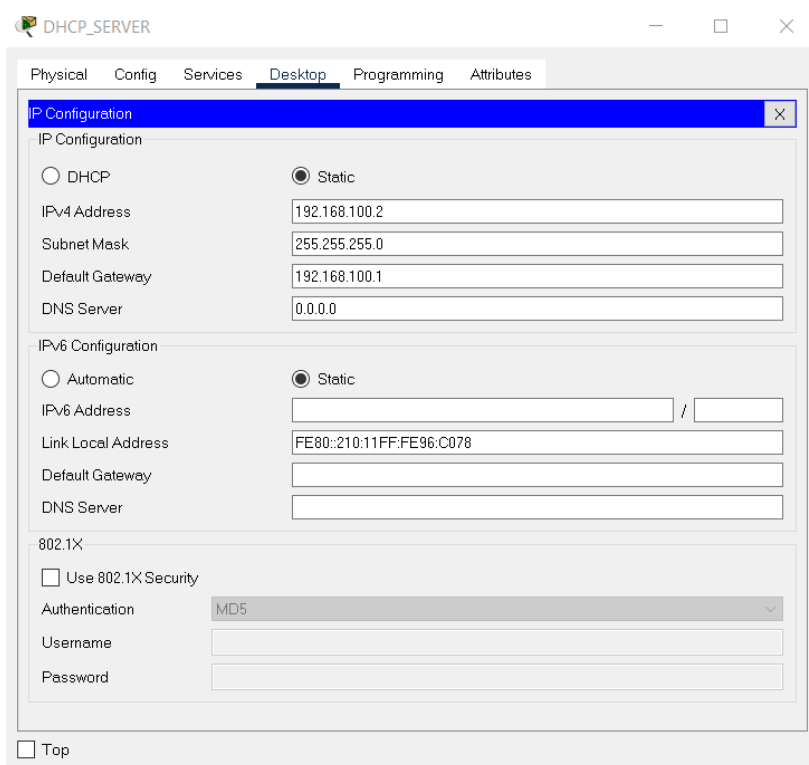 DHCP_SERVER
Physical Config Services Desktop Programming Attributes
IP Configuration X
IP Configuration
DHCP Static
IPv4 Address 192.168.100.2
Subnet Mask 255.255.255.0
Default Gateway 192.168.100.1
DNS Server 0.0.0.0
IPv6 Configuration
Automatic Static
IPv6 Address /
Link Local Address FE80::210:11FF:FE96:C078
Default Gateway
DNS Server
802.1X
Use 802.1X Security
Authentication MD5
Username
Password
Top